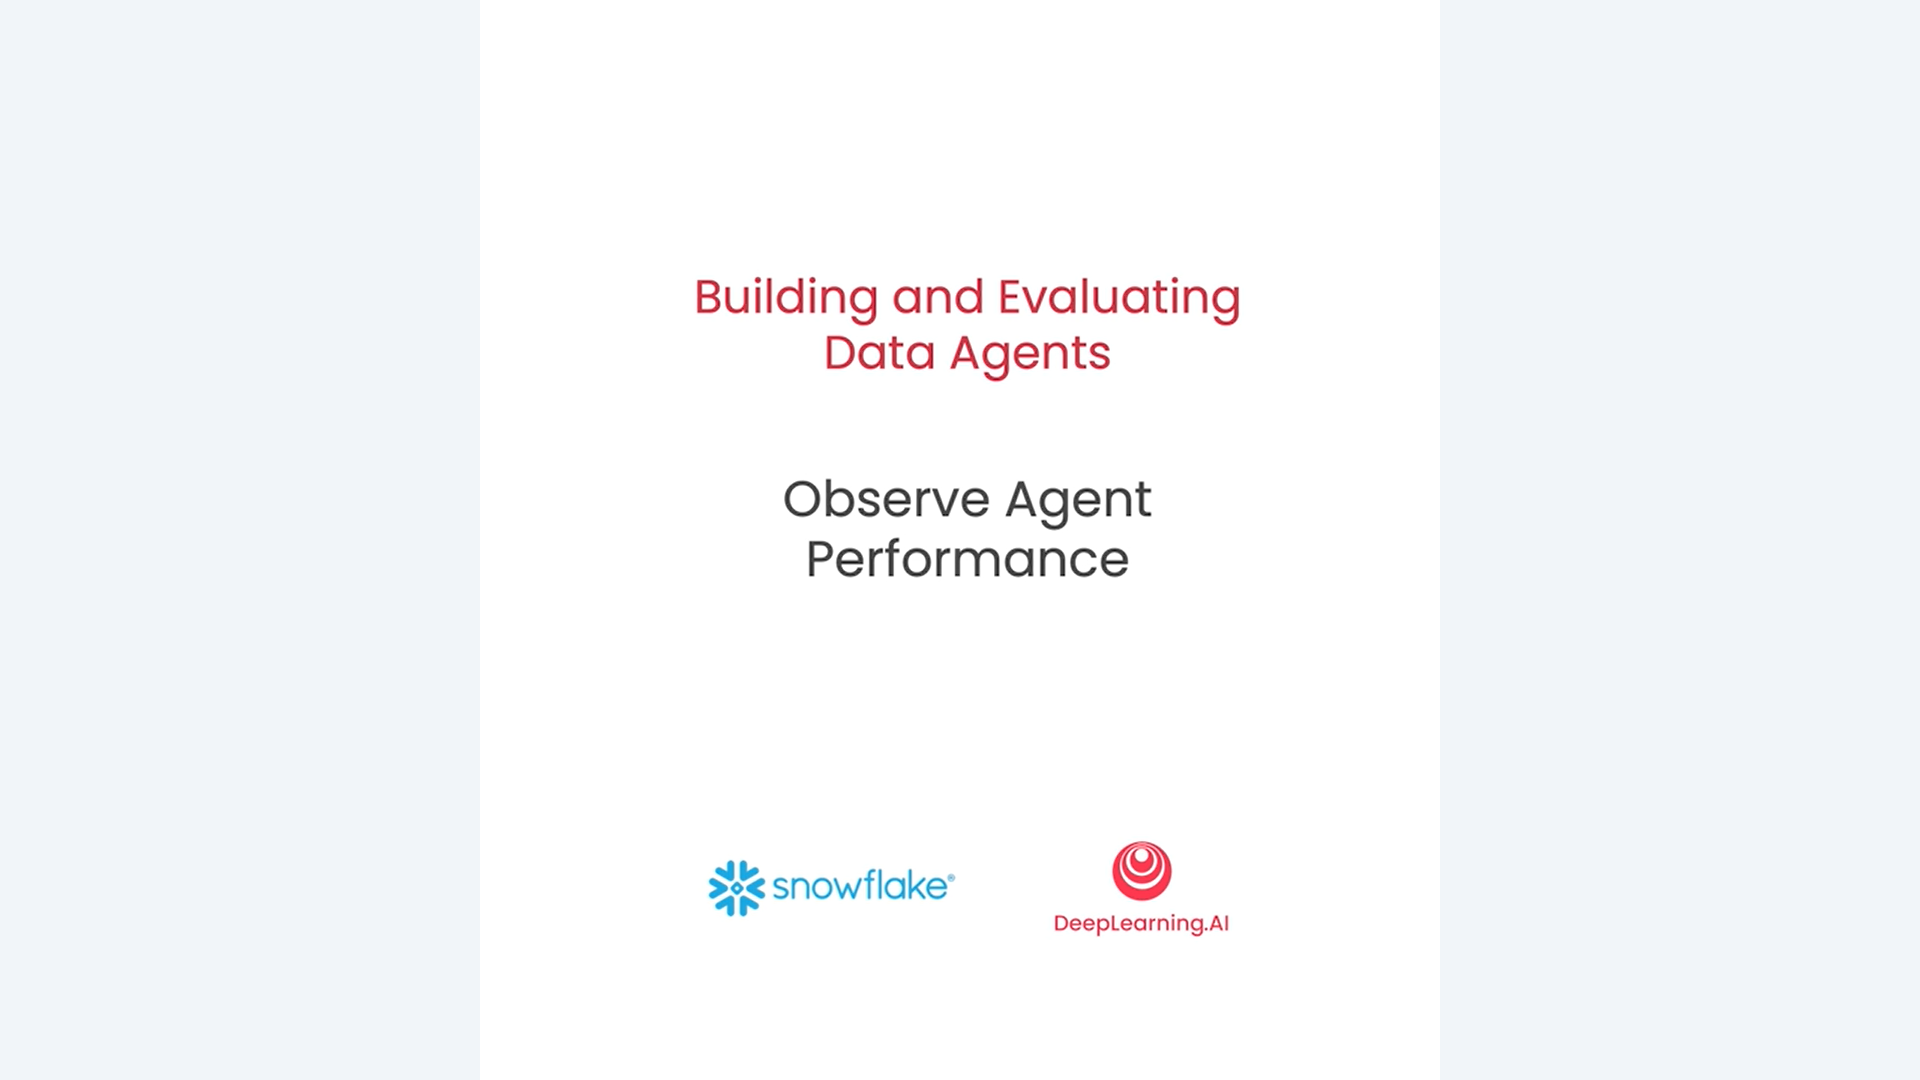 Building and Evaluating
Data Agents
Observe Agent
Performance
snowflake®
DeepLearning.AI